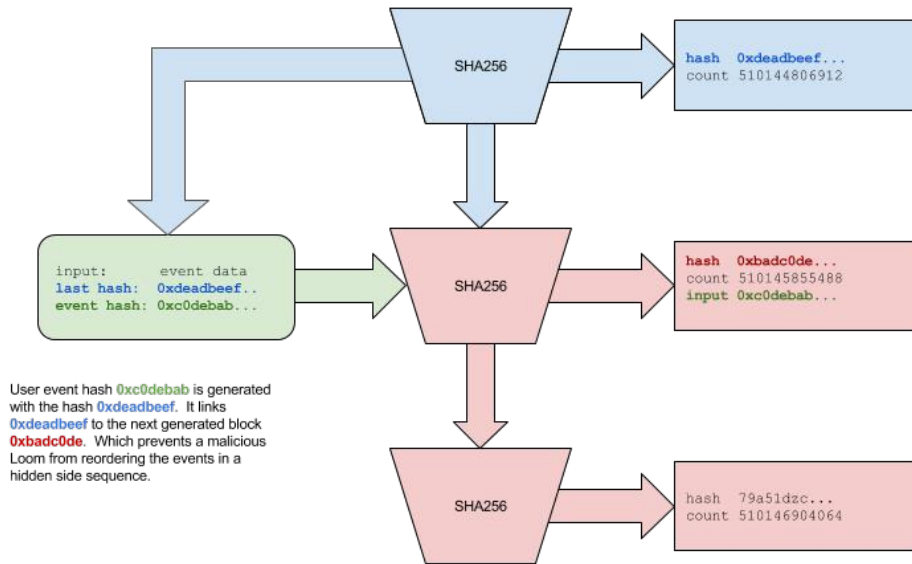 SHA256
hash 0xdeadbeef...
count 510144806912
input: event data
last hash: 0xdeadbeef..
event hash: 0xc0debab...
SHA256
hash 0xbadc0de...
count 510145855488
input 0xc0debab...
User event hash 0xc0debab is generated
with the hash 0xdeadbeef. It links
0xdeadbeef to the next generated block
0xbadc0de. Which prevents a malicious
Loom from reordering the events in a
hidden side sequence.
SHA256
hash 79a51dzc...
count 510146904064